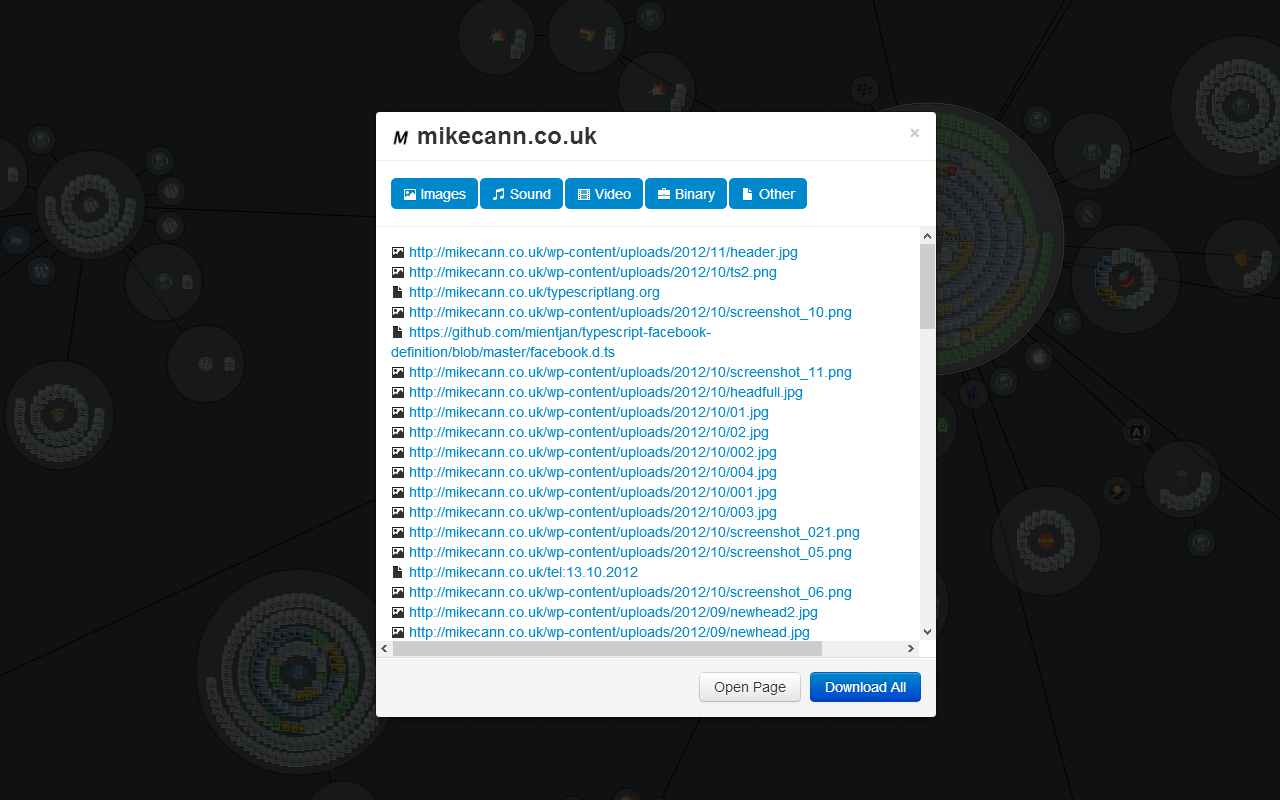 M mikecann.co.uk
×
Images Sound Video Binary Other
http://mikecann.co.uk/wp-content/uploads/2012/11/header.jpg
http://mikecann.co.uk/wp-content/uploads/2012/10/ts2.png
http://mikecann.co.uk/typescriptlang.org
http://mikecann.co.uk/wp-content/uploads/2012/10/screenshot_10.png
https://github.com/mientjan/typescript-facebook-
definition/blob/master/facebook.d.ts
http://mikecann.co.uk/wp-content/uploads/2012/10/screenshot_11.png
http://mikecann.co.uk/wp-content/uploads/2012/10/headfull.jpg
http://mikecann.co.uk/wp-content/uploads/2012/10/01.jpg
http://mikecann.co.uk/wp-content/uploads/2012/10/02.jpg
http://mikecann.co.uk/wp-content/uploads/2012/10/002.jpg
http://mikecann.co.uk/wp-content/uploads/2012/10/004.jpg
http://mikecann.co.uk/wp-content/uploads/2012/10/001.jpg
http://mikecann.co.uk/wp-content/uploads/2012/10/003.jpg
http://mikecann.co.uk/wp-content/uploads/2012/10/screenshot_021.png
http://mikecann.co.uk/wp-content/uploads/2012/10/screenshot_05.png
http://mikecann.co.uk/tel:13.10.2012
http://mikecann.co.uk/wp-content/uploads/2012/10/screenshot_06.png
http://mikecann.co.uk/wp-content/uploads/2012/09/newhead2.jpg
http://mikecann.co.uk/wp-content/uploads/2012/09/newhead.jpg
Open Page Download All